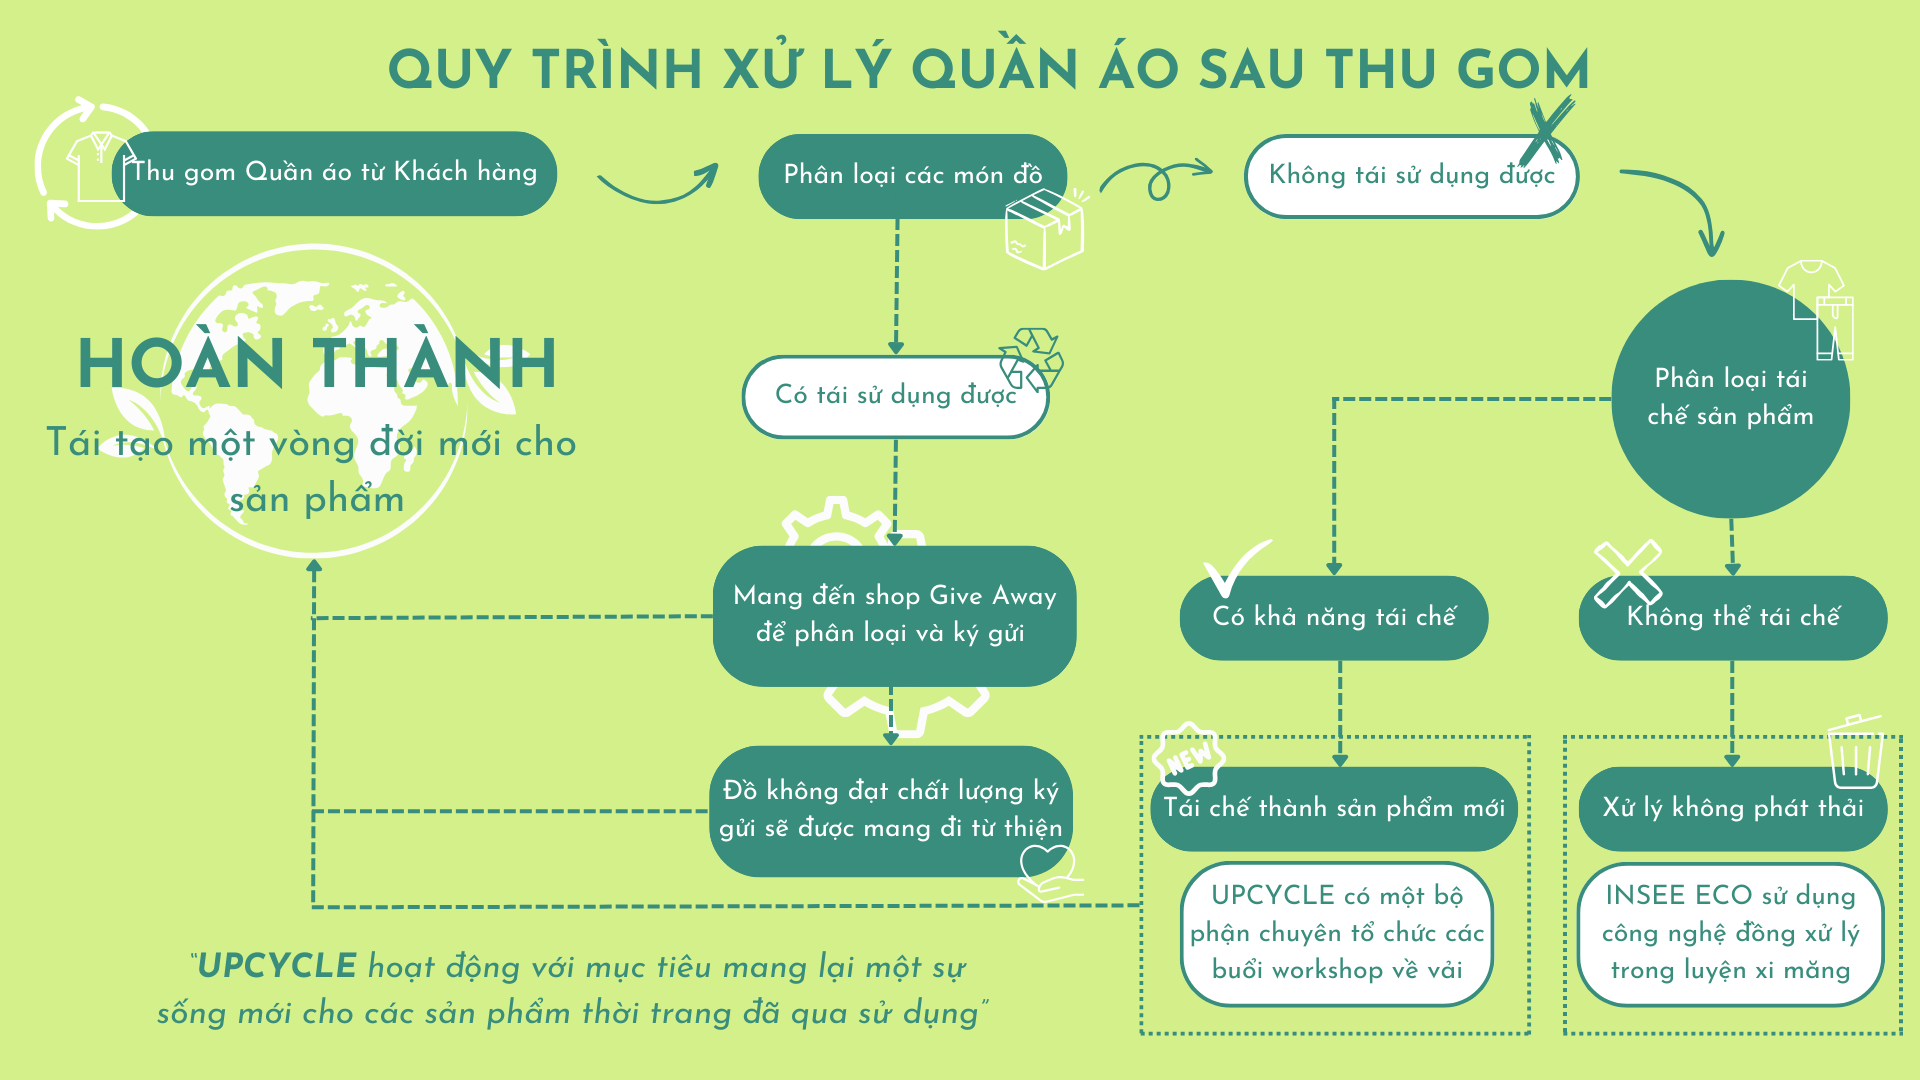 QUY TRÌNH XỬ LÝ QUẦN ÁO SAU THU GOM
Thu gom Quần áo từ Khách hàng
Phân loại các món đồ
Không tái sử dụng được
HOÀN THÀNH
Tái tạo một vòng đời mới cho
sản phẩm
Có tái sử dụng được
Phân loại tái
chế sản phẩm
Mang đến shop Give Away
để phân loại và ký gửi
Có khả năng tái chế
Không thể tái chế
Đồ không đạt chất lượng ký
gửi sẽ được mang đi từ thiện
NEW
Tái chế thành sản phẩm mới
UPCYCLE có một bộ
phận chuyên tổ chức các
buổi workshop về vải
Xử lý không phát thải
INSEE ECO sử dụng
công nghệ đồng xử lý
trong luyện xi măng
“UPCYCLE hoạt động với mục tiêu mang lại một sự
sống mới cho các sản phẩm thời trang đã qua sử dụng”